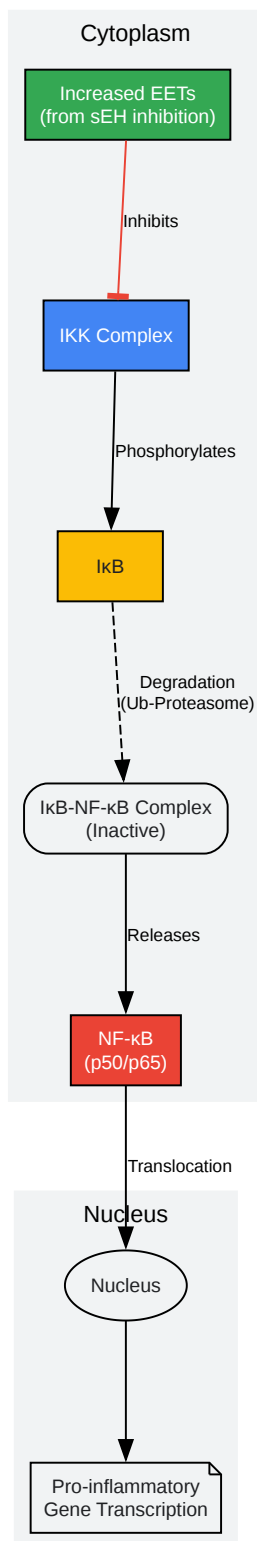 Cytoplasm
Increased EETs
(from sEH inhibition)
Inhibits
IKK Complex
Phosphorylates
IκB
Degradation
(Ub-Proteasome)
IκB-NF-κB Complex
(Inactive)
Releases
NF-κB
(p50/p65)
Translocation
Nucleus
Nucleus
Pro-inflammatory
Gene Transcription